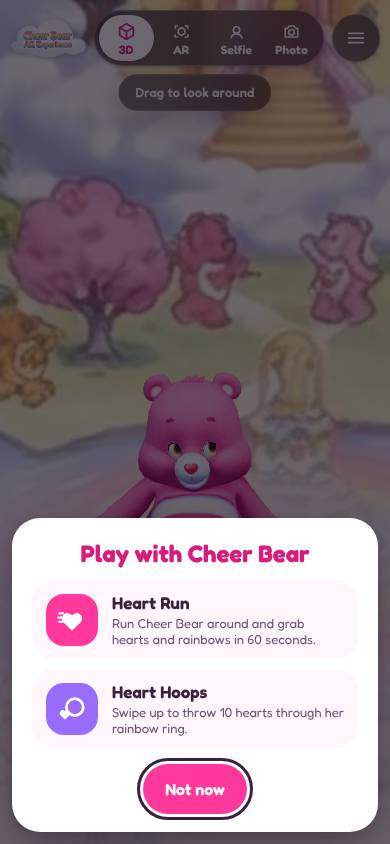 Cheer Bear
AR Experience
3D
AR
Selfie
Photo
Drag to look around
Play with Cheer Bear
Heart Run
Run Cheer Bear around and grab
hearts and rainbows in 60 seconds.
Heart Hoops
Swipe up to throw 10 hearts through her
rainbow ring.
Not now